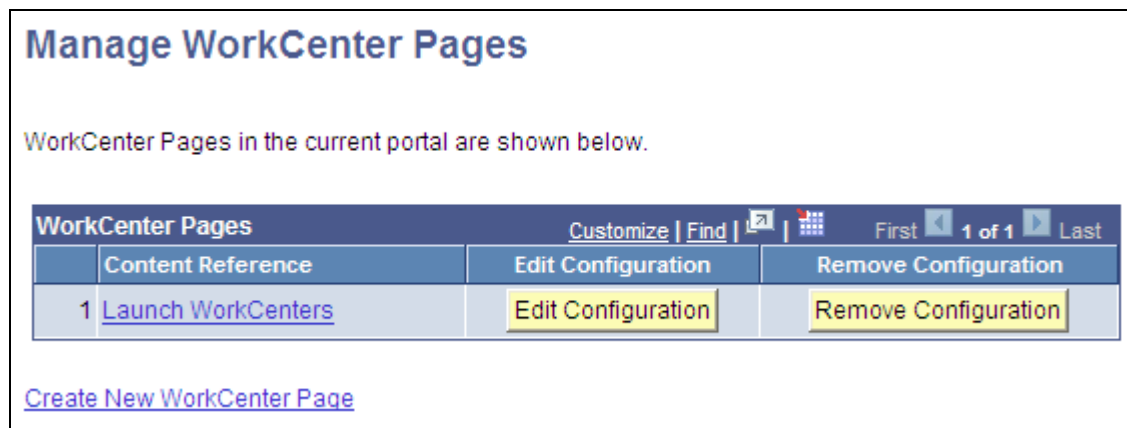 Manage WorkCenter Pages
WorkCenter Pages in the current portal are shown below.
WorkCenter Pages Customize | Find | | First 1 of 1 Last
Content Reference Edit Configuration Remove Configuration
1 Launch WorkCenters Edit Configuration Remove Configuration
Create New WorkCenter Page